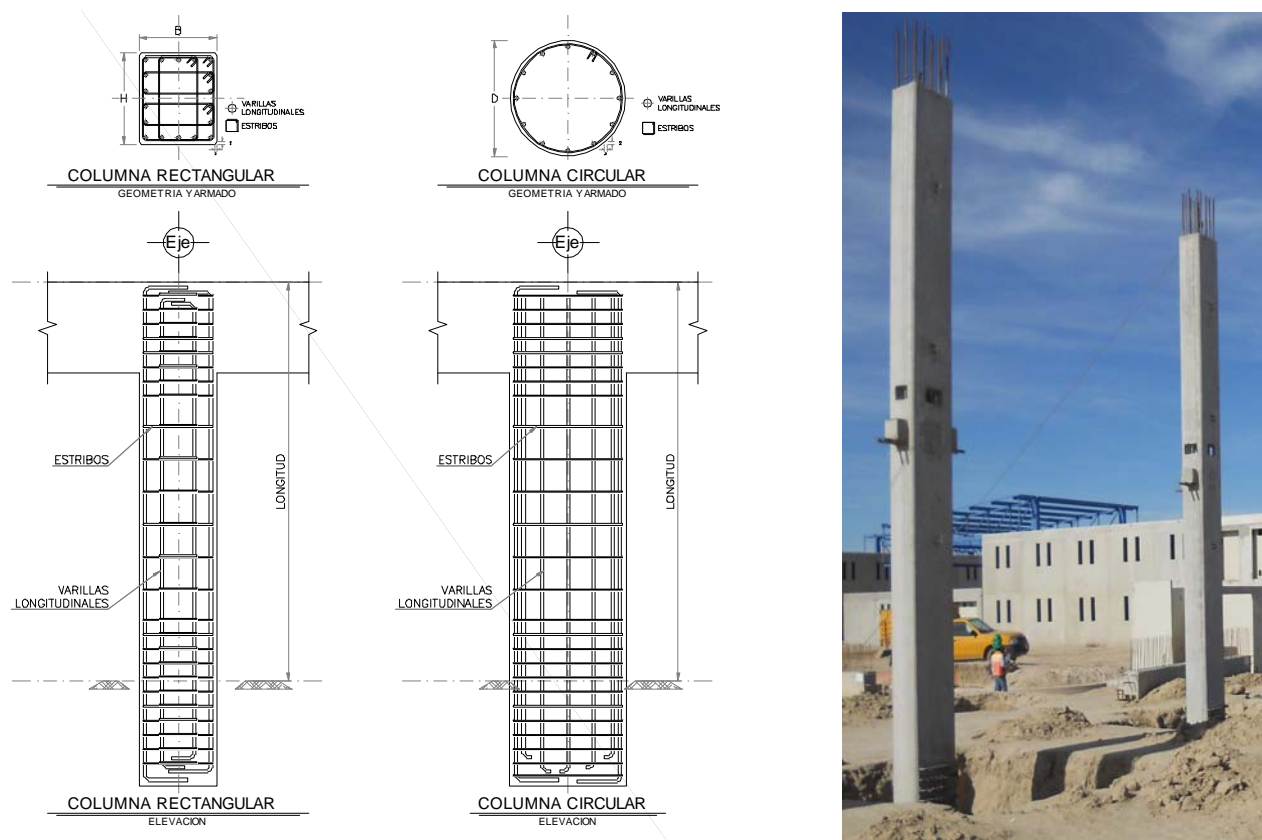 B
H
VARILLAS
LONGITUDINALES
ESTRIBOS
COLUMNA RECTANGULAR
GEOMETRIA Y ARMADO
D
VARILLAS
LONGITUDINALES
ESTRIBOS
COLUMNA CIRCULAR
GEOMETRIA Y ARMADO
Eje
ESTRIBOS
VARILLAS
LONGITUDINALES
LONGITUD
COLUMNA RECTANGULAR
ELEVACION
Eje
ESTRIBOS
VARILLAS
LONGITUDINALES
LONGITUD
COLUMNA CIRCULAR
ELEVACION